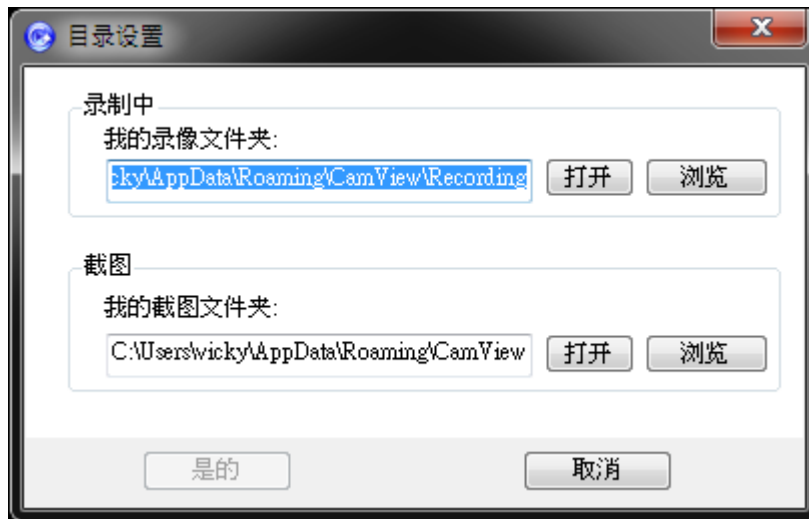 目录设置
录制中
我的录像文件夹:
cky\AppData\Roaming\CamView\Recording 打开 浏览
截图
我的截图文件夹:
C:\Users\wicky\AppData\Roaming\CamView 打开 浏览
是的 取消